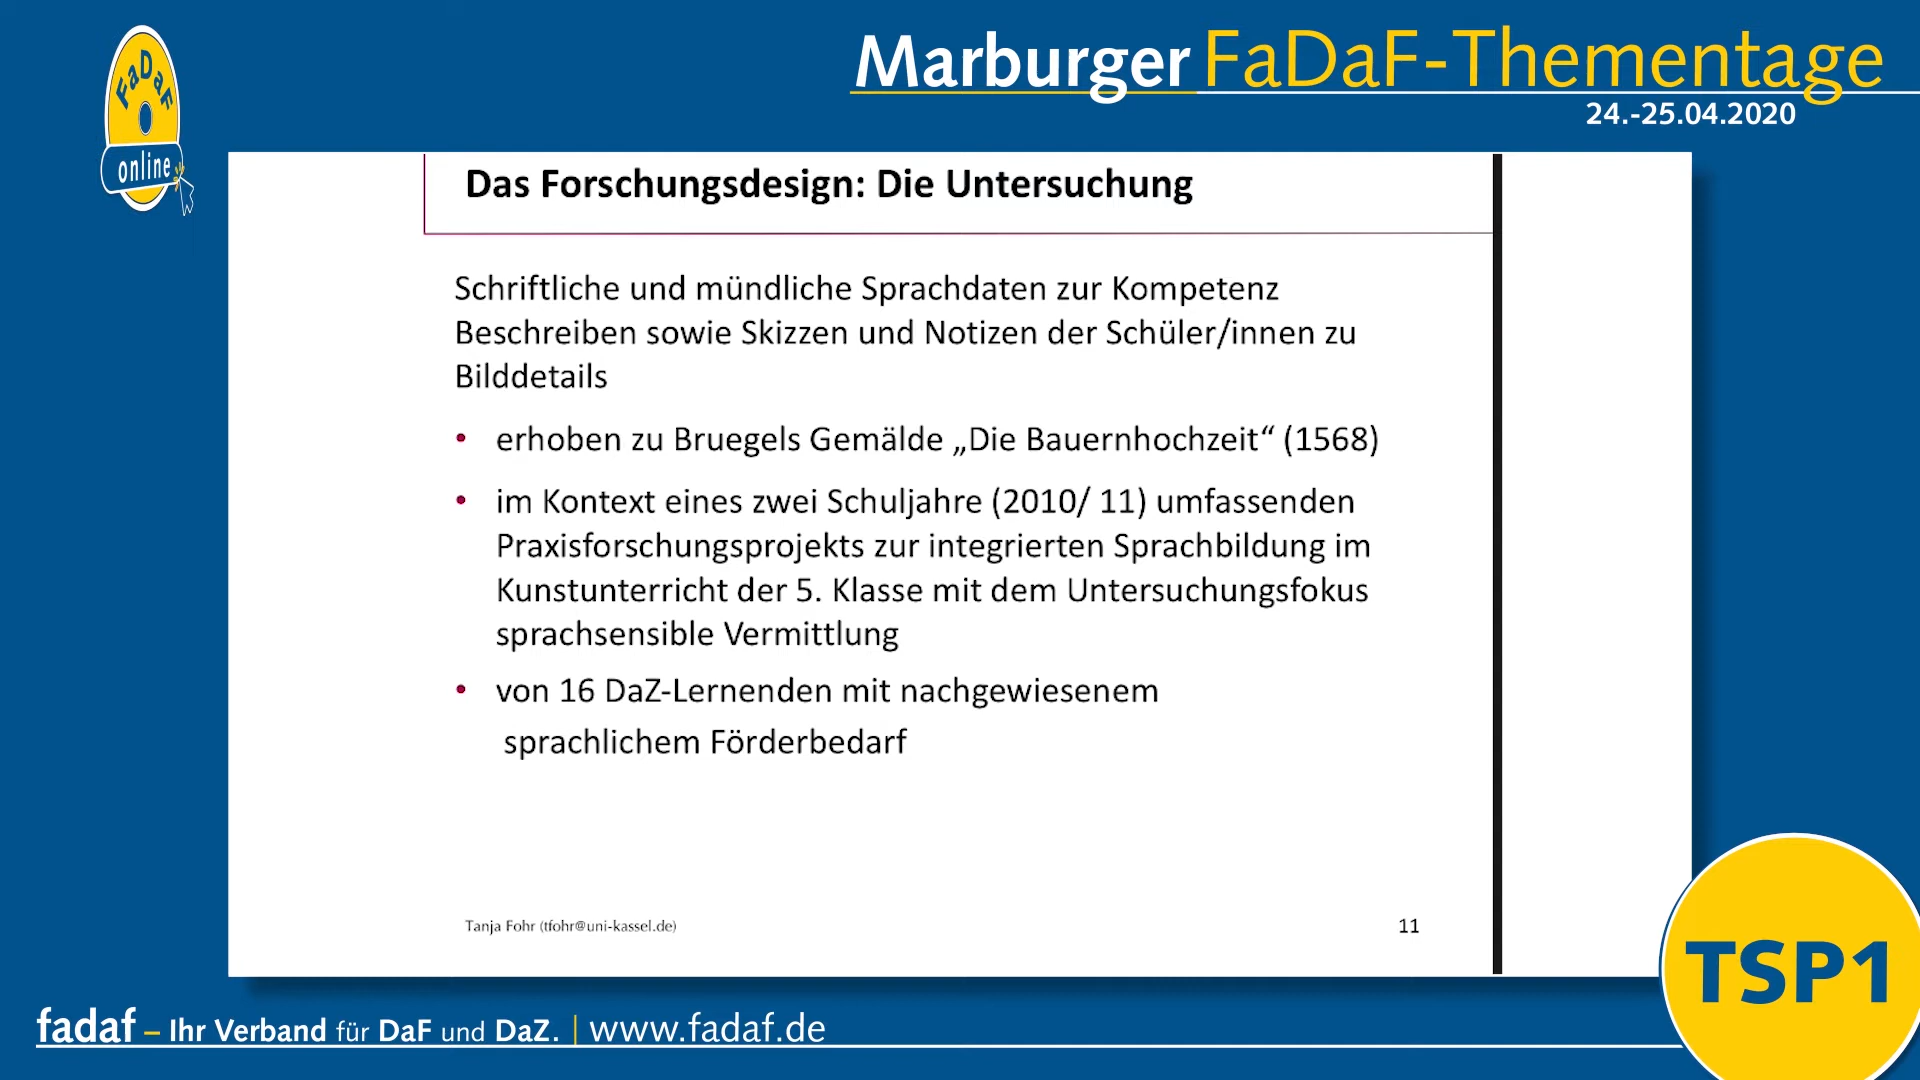 FaDaF
online
Marburger FaDaF-Thementage
24.-25.04.2020
Das Forschungsdesign: Die Untersuchung
Schriftliche und mündliche Sprachdaten zur Kompetenz
Beschreiben sowie Skizzen und Notizen der Schüler/innen zu
Bilddetails
• erhoben zu Bruegels Gemälde „Die Bauernhochzeit“ (1568)
• im Kontext eines zwei Schuljahre (2010/ 11) umfassenden
Praxisforschungsprojekts zur integrierten Sprachbildung im
Kunstunterricht der 5. Klasse mit dem Untersuchungsfokus
sprachsensible Vermittlung
• von 16 DaZ-Lernenden mit nachgewiesenem
sprachlichem Förderbedarf
Tanja Fohr (tfohr@uni-kassel.de)
11
TSP1
fadaf – Ihr Verband für DaF und DaZ. | www.fadaf.de